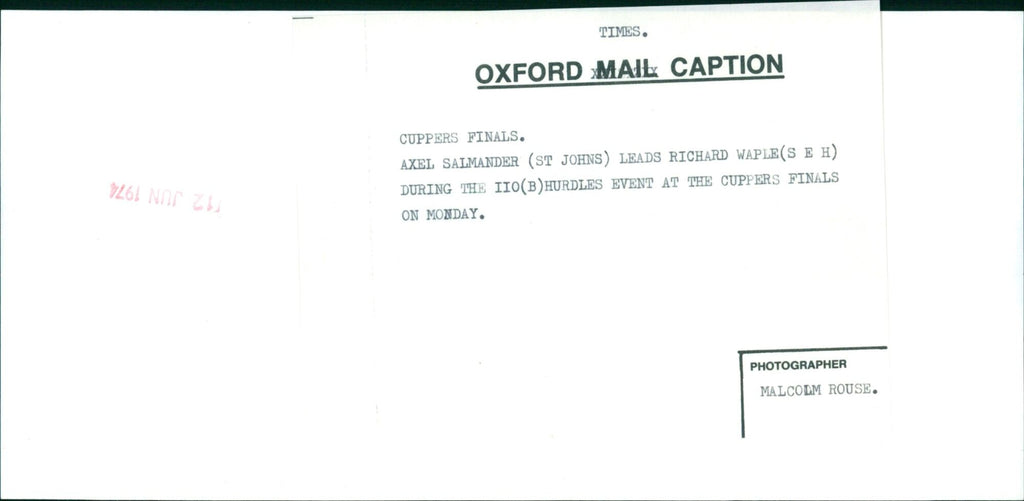 TIMES.
OXFORD MAIL CAPTION
CUPPERS FINALS.
AXEL SALMANDER (ST JOHNS) LEADS RICHARD WAPLE(S E H)
DURING THE IIO(B)HURDLES EVENT AT THE CUPPERS FINALS
ON MONDAY.
12 JUN 1974
PHOTOGRAPHER
MALCOLM ROUSE.